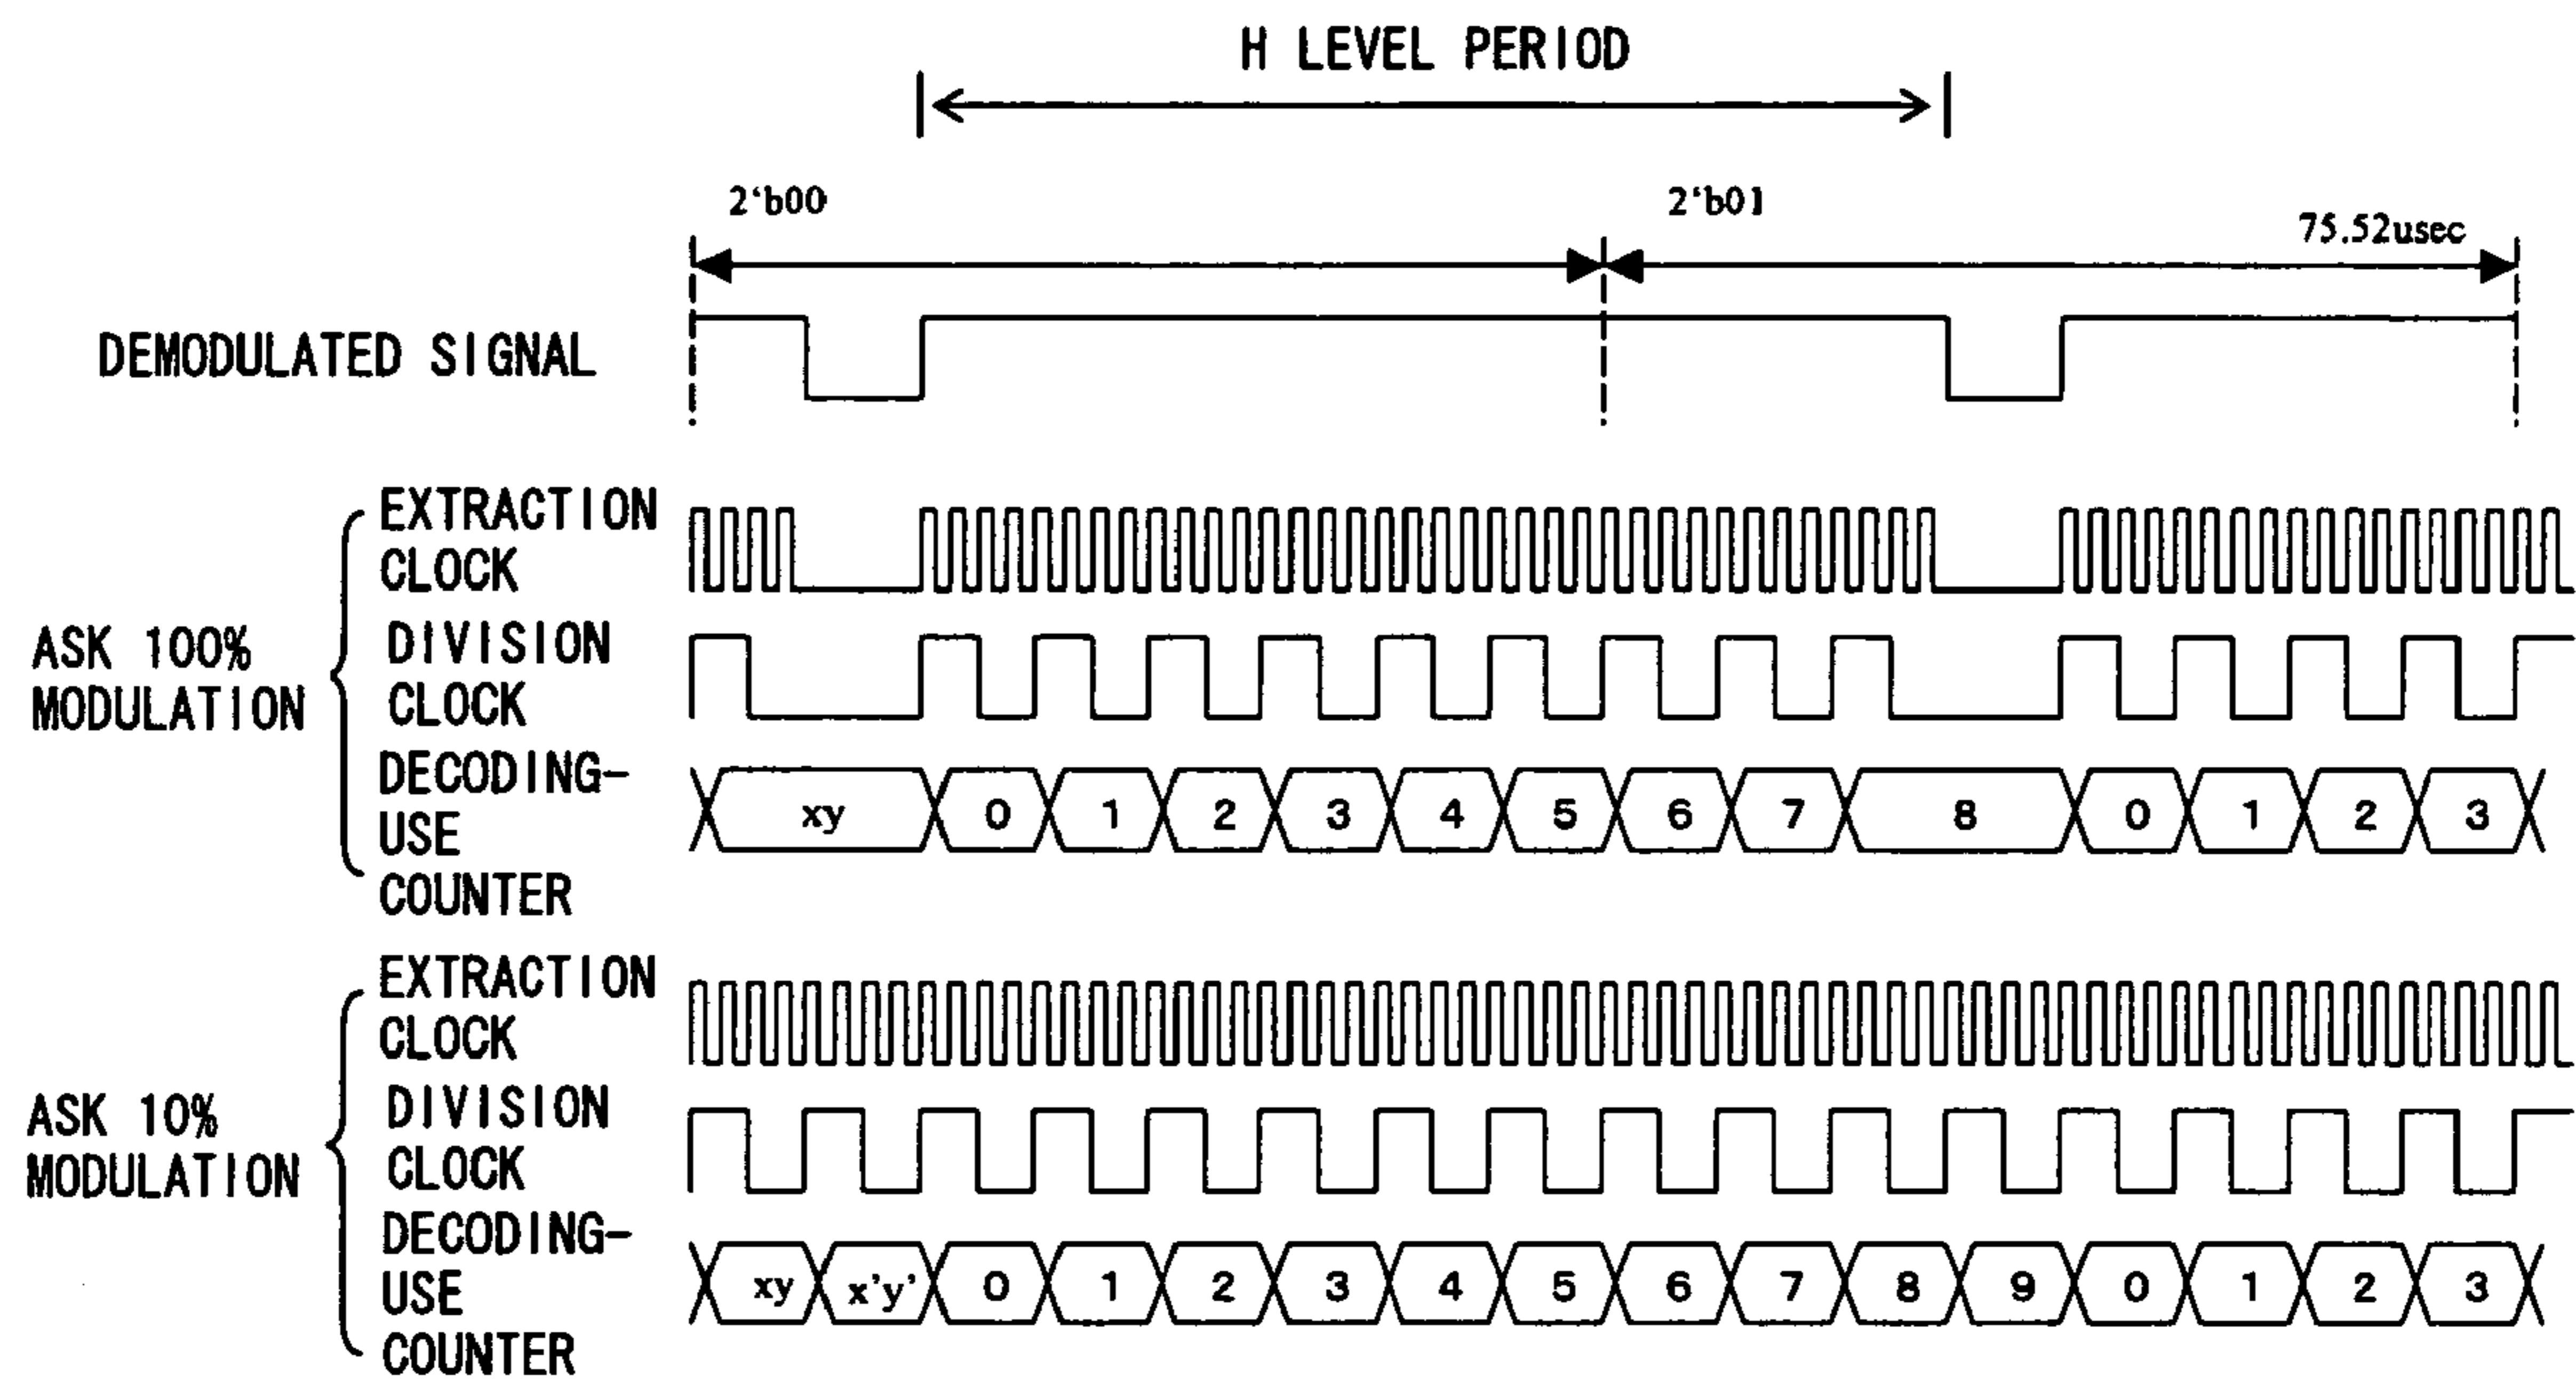 H LEVEL PERIOD
2‘b00
2‘b01
75.52usec
DEMODULATED SIGNAL
ASK 100%
MODULATION
EXTRACTION
CLOCK
DIVISION
CLOCK
DECODING-
USE
COUNTER
xy 0 1 2 3 4 5 6 7 8 0 1 2 3
ASK 10%
MODULATION
EXTRACTION
CLOCK
DIVISION
CLOCK
DECODING-
USE
COUNTER
xy x'y' 0 1 2 3 4 5 6 7 8 9 0 1 2 3